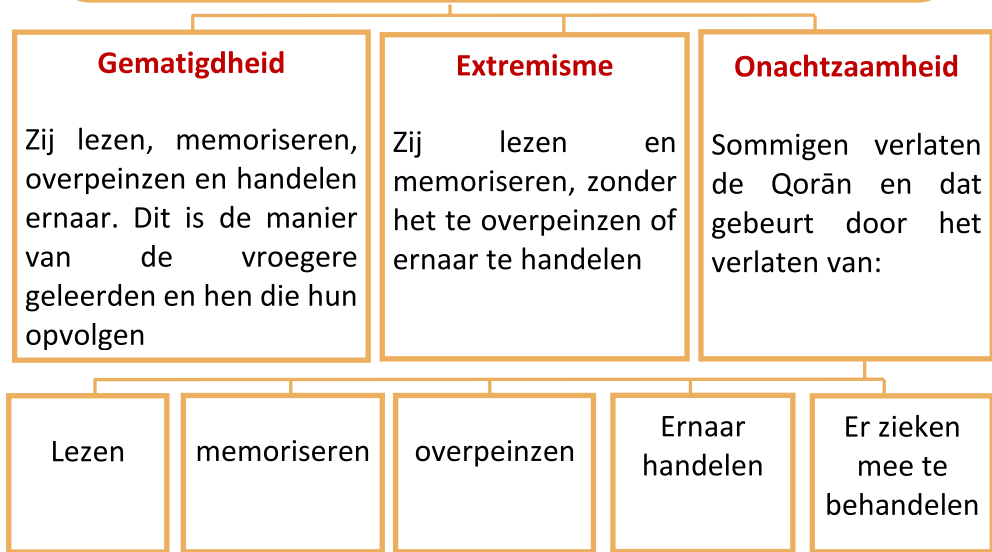 Gematigdheid
Zij lezen, memoriseren,
overpeinzen en handelen
ernaar. Dit is de manier
van de vroegere
geleerden en hen die hun
opvolgen
Extremisme
Zij lezen en
memoriseren, zonder
het te overpeinzen of
ernaar te handelen
Onachtzaamheid
Sommigen verlaten
de Qorān en dat
gebeurt door het
verlaten van:
Lezen
memoriseren
overpeinzen
Ernaar
handelen
Er zieken
mee te
behandelen